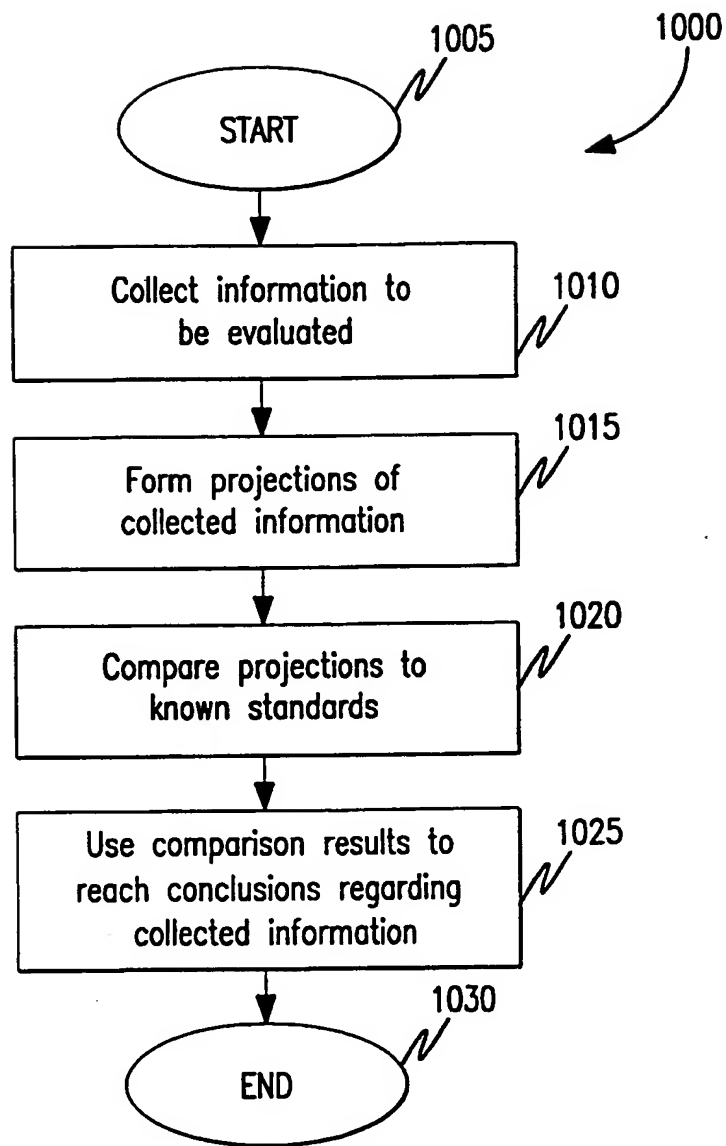 1005
1000
START
Collect information to
be evaluated
1010
1015
Form projections of
collected information
1020
Compare projections to
known standards
1025
Use comparison results to
reach conclusions regarding
collected information
1030
END